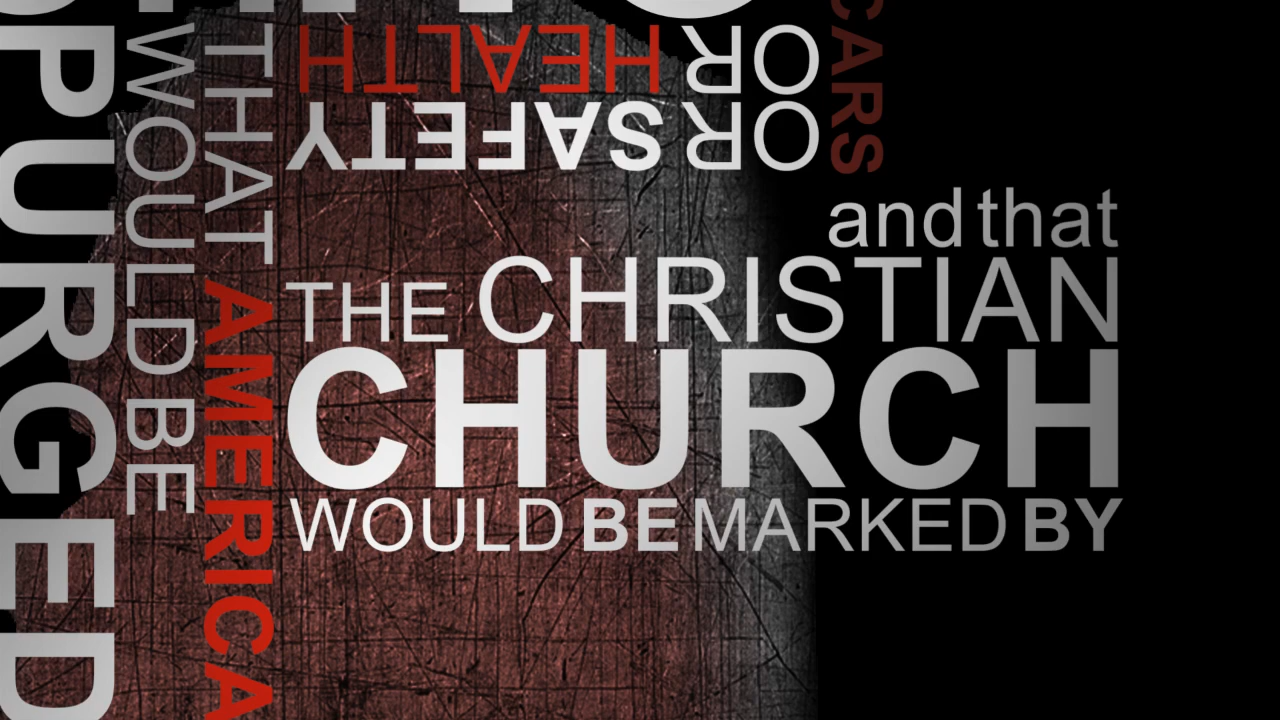 PURGED
WOULD BE
THAT AMERICA
OR HEALTH
OR SAFETY
CARS
and that
THE CHRISTIAN
CHURCH
WOULD BE MARKED BY